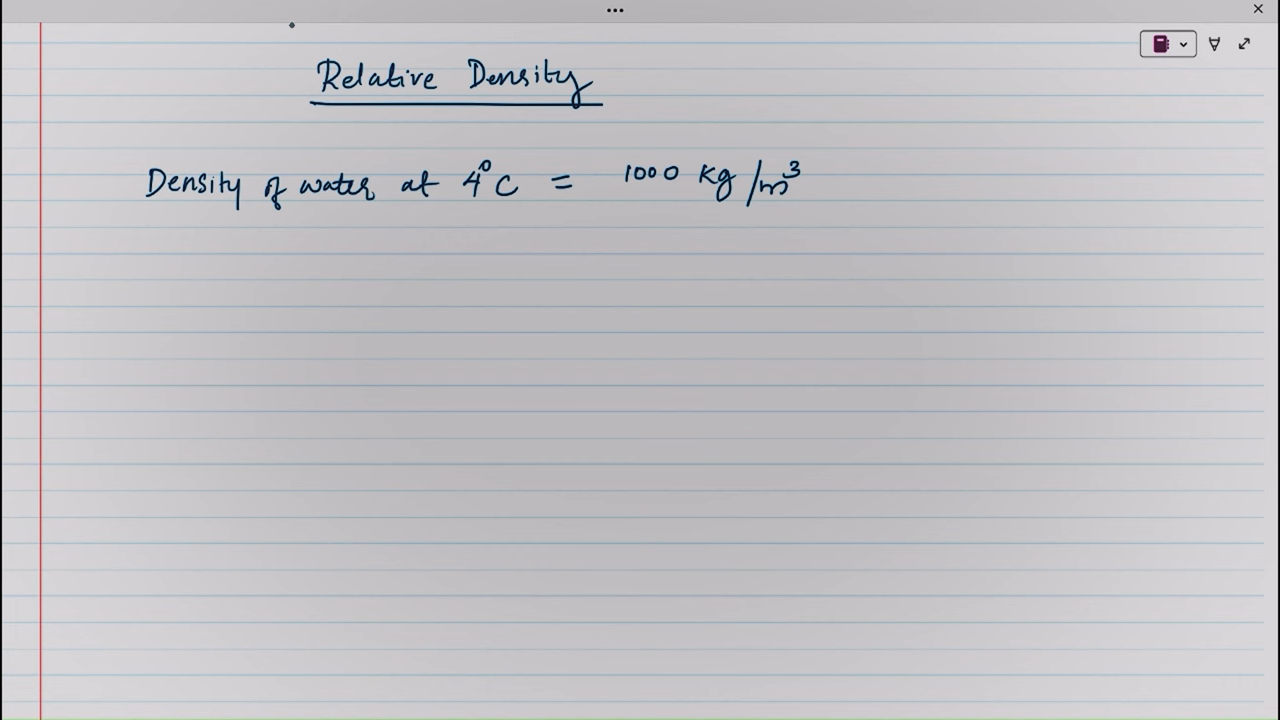 Relative Density
Density of water at 4°C = 1000 kg/m³